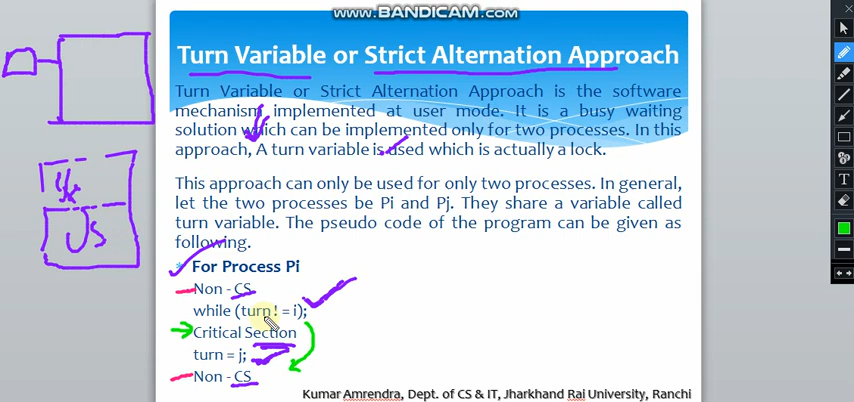 www.BANDICAM.com
Turn Variable or Strict Alternation Approach
Turn Variable or Strict Alternation Approach is the software
mechanism implemented at user mode. It is a busy waiting
solution which can be implemented only for two processes. In this
approach, A turn variable is used which is actually a lock.
This approach can only be used for only two processes. In general,
let the two processes be Pi and Pj. They share a variable called
turn variable. The pseudo code of the program can be given as
following.
* For Process Pi
Non - CS
while (turn ! = i);
Critical Section
turn = j;
Non - CS
Kumar Amrendra, Dept. of CS & IT, Jharkhand Rai University, Ranchi
US
T